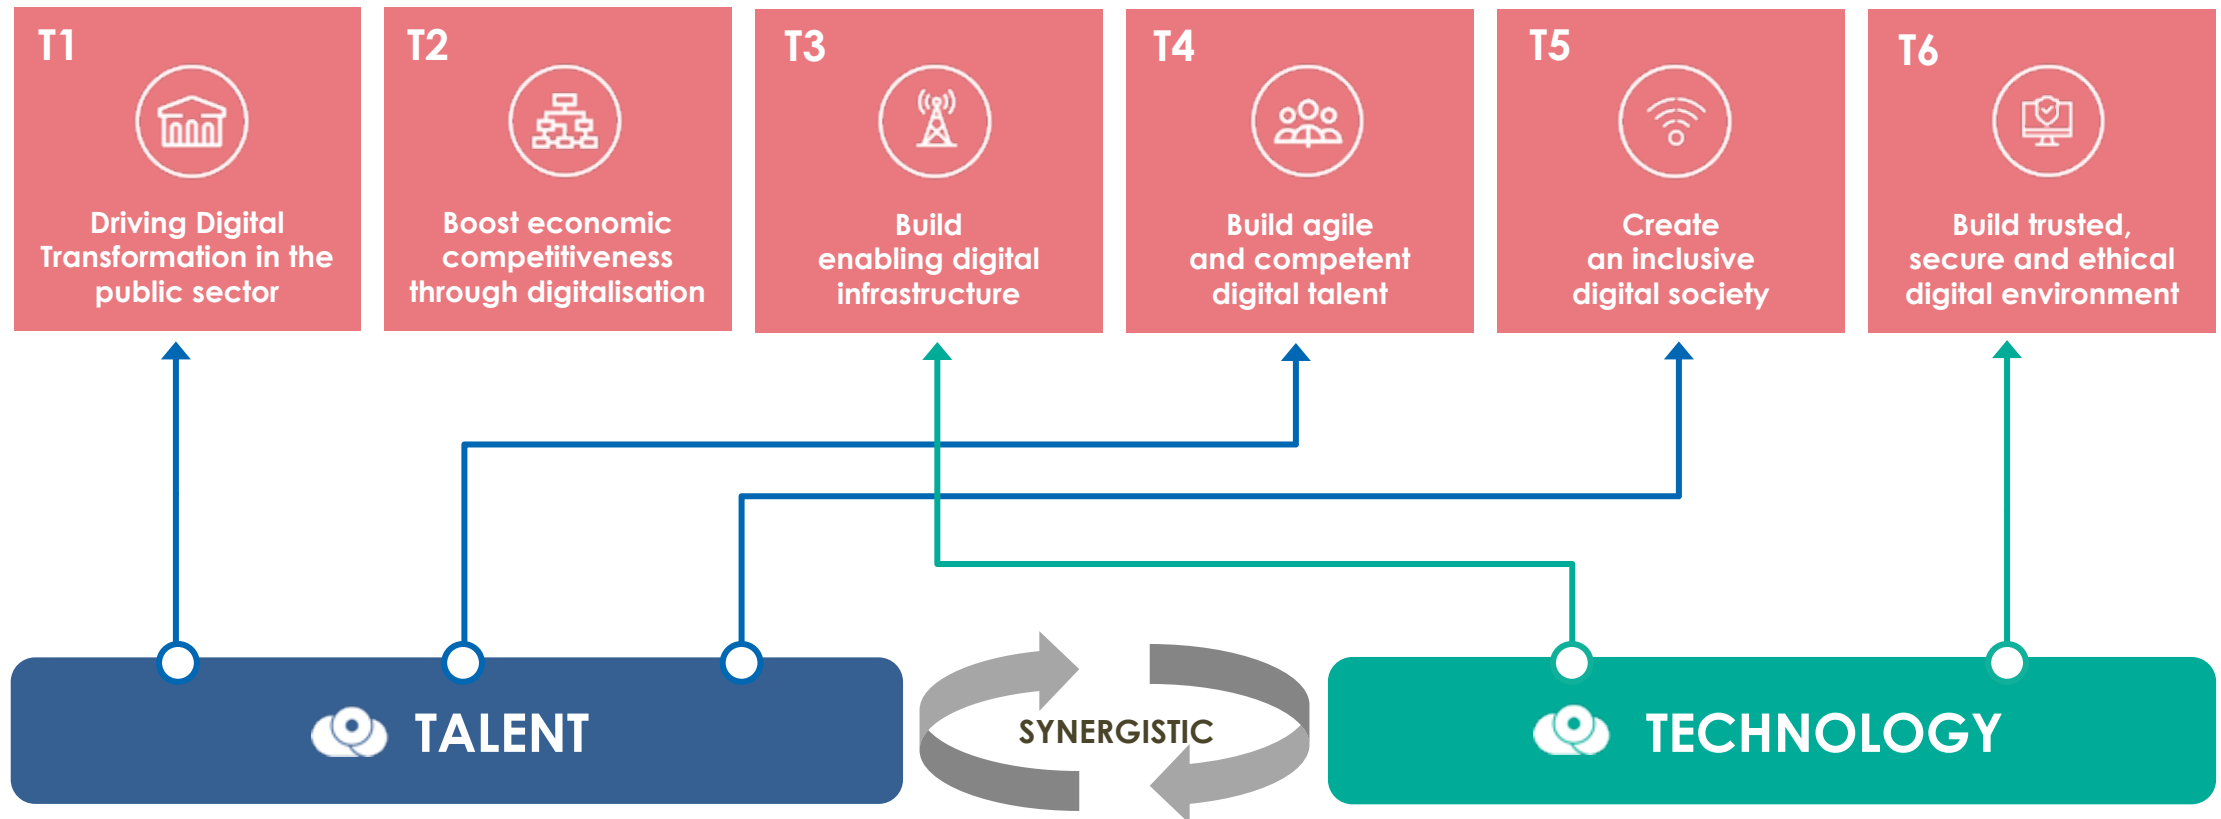 T1
Driving Digital
Transformation in the
public sector
T2
Boost economic
competitiveness
through digitalisation
T3
Build
enabling digital
infrastructure
T4
Build agile
and competent
digital talent
T5
Create
an inclusive
digital society
T6
Build trusted,
secure and ethical
digital environment
TALENT
SYNERGISTIC
TECHNOLOGY